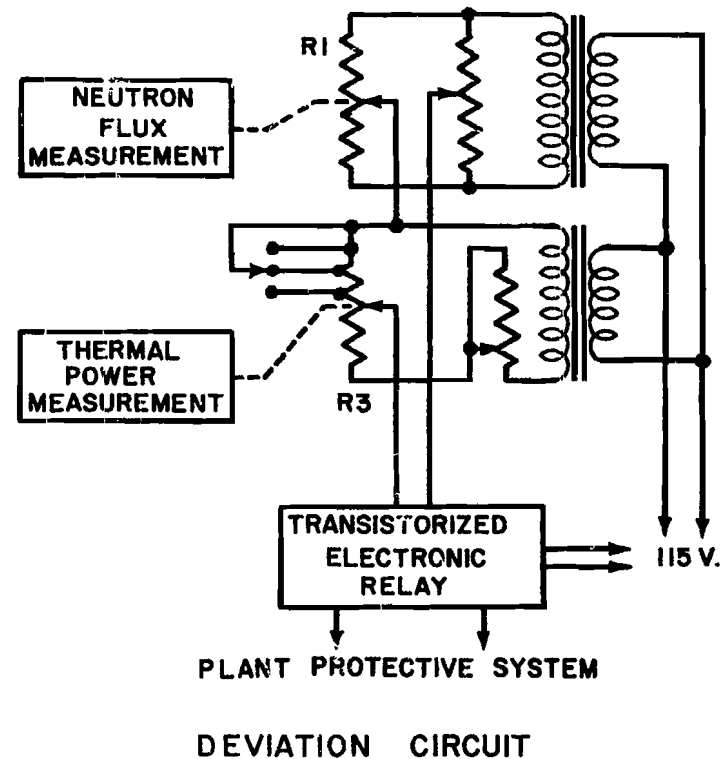 R1
NEUTRON
FLUX
MEASUREMENT
THERMAL
POWER
MEASUREMENT
R3
TRANSISTORIZED
ELECTRONIC
RELAY
115 V.
PLANT PROTECTIVE SYSTEM
DEVIATION CIRCUIT